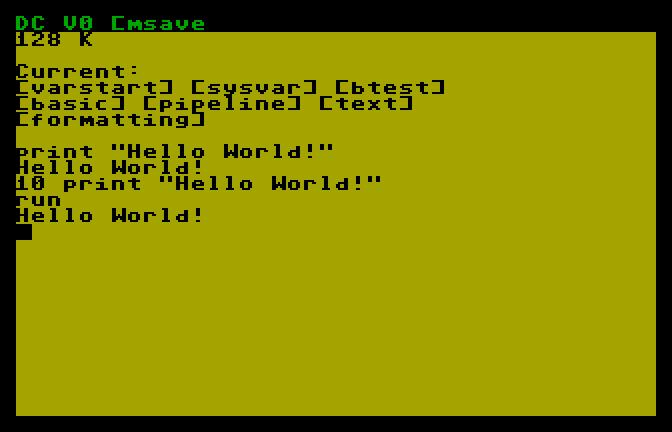 DC V0 [msave
128 K
Current:
[varstart] [sysvar] [btest]
[basic] [pipeline] [text]
[formatting]
print "Hello World!"
Hello World!
10 print "Hello World!"
run
Hello World!